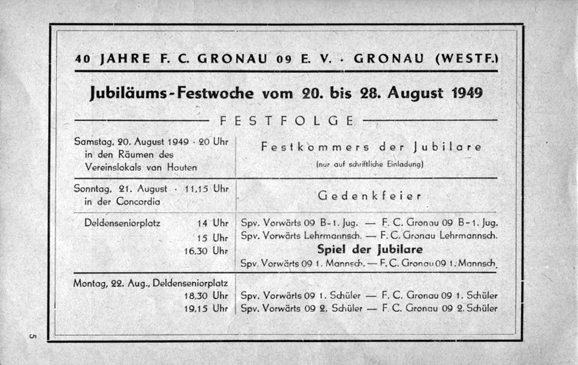 40 JAHRE F. C. GRONAU 09 E. V. · GRONAU (WESTF.)
Jubiläums-Festwoche vom 20. bis 28. August 1949
FESTFOLGE
Samstag, 20. August 1949 · 20 Uhr
in den Räumen des
Vereinslokals van Hauten
Festkommers der Jubilare
(nur auf schriftliche Einladung)
Sonntag, 21. August · 11,15 Uhr
in der Concordia
Gedenkfeier
Deldenseniorplatz 14 Uhr Spv. Vorwärts 09 B-1. Jug. — F. C. Gronau 09 B-1. Jug.
15 Uhr Spv. Vorwärts Lehrmannsch. — F. C. Gronau Lehrmannsch.
16,30 Uhr Spiel der Jubilare
Spv. Vorwärts 09 1. Mannsch. — F. C. Gronau 09 1. Mannsch.
Montag, 22. Aug., Deldenseniorplatz
18,30 Uhr Spv. Vorwärts 09 1. Schüler — F. C. Gronau 09 1. Schüler
19,15 Uhr Spv. Vorwärts 09 2. Schüler — F. C. Gronau 09 2. Schüler
5